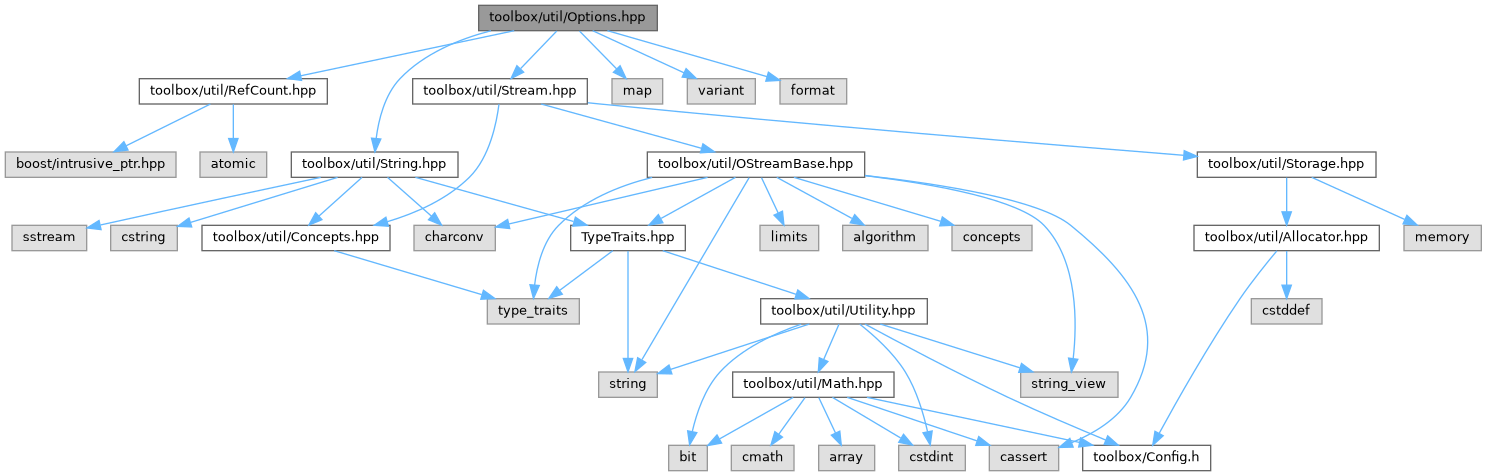 toolbox/util/Options.hpp
toolbox/util/RefCount.hpp
toolbox/util/Stream.hpp
map
variant
format
boost/intrusive_ptr.hpp
atomic
toolbox/util/String.hpp
toolbox/util/OStreamBase.hpp
toolbox/util/Storage.hpp
sstream
cstring
toolbox/util/Concepts.hpp
charconv
TypeTraits.hpp
limits
algorithm
concepts
toolbox/util/Allocator.hpp
memory
type_traits
toolbox/util/Utility.hpp
cstddef
string
toolbox/util/Math.hpp
string_view
bit
cmath
array
cstdint
cassert
toolbox/Config.h